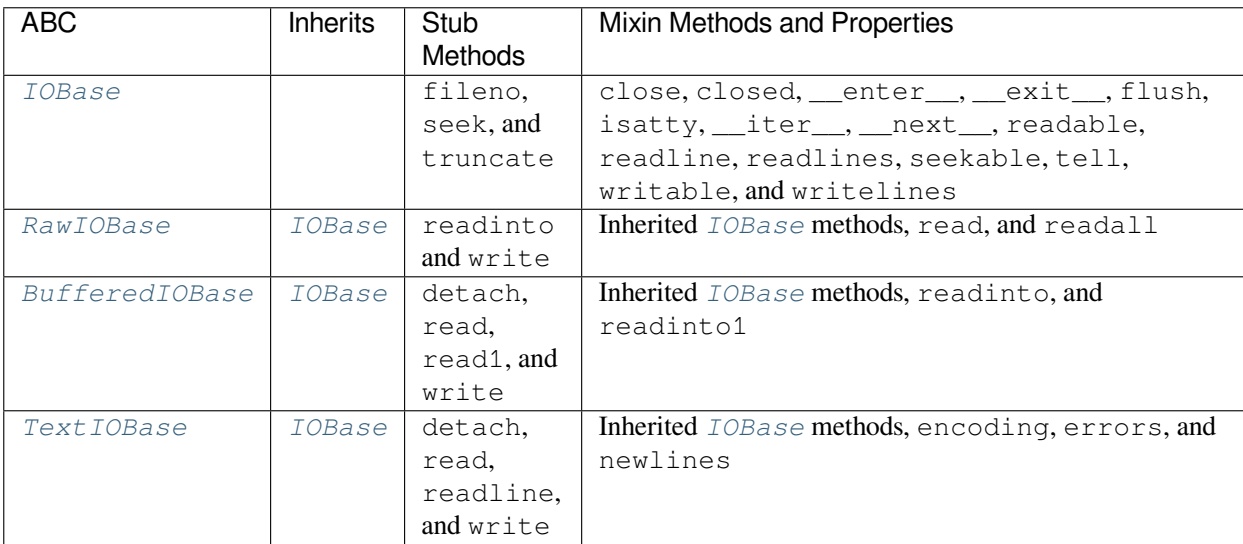 ABC Inherits Stub Mixin Methods and Properties
Methods
IOBase fileno, close, closed, __enter__, __exit__, flush,
seek, and isatty, __iter__, __next__, readable,
truncate readline, readlines, seekable, tell,
writable, and writelines
RawIOBase IOBase readinto Inherited IOBase methods, read, and readall
and write
BufferedIOBase IOBase detach, Inherited IOBase methods, readinto, and
read, readinto1
read1, and
write
TextIOBase IOBase detach, Inherited IOBase methods, encoding, errors, and
read, newlines
readline,
and write